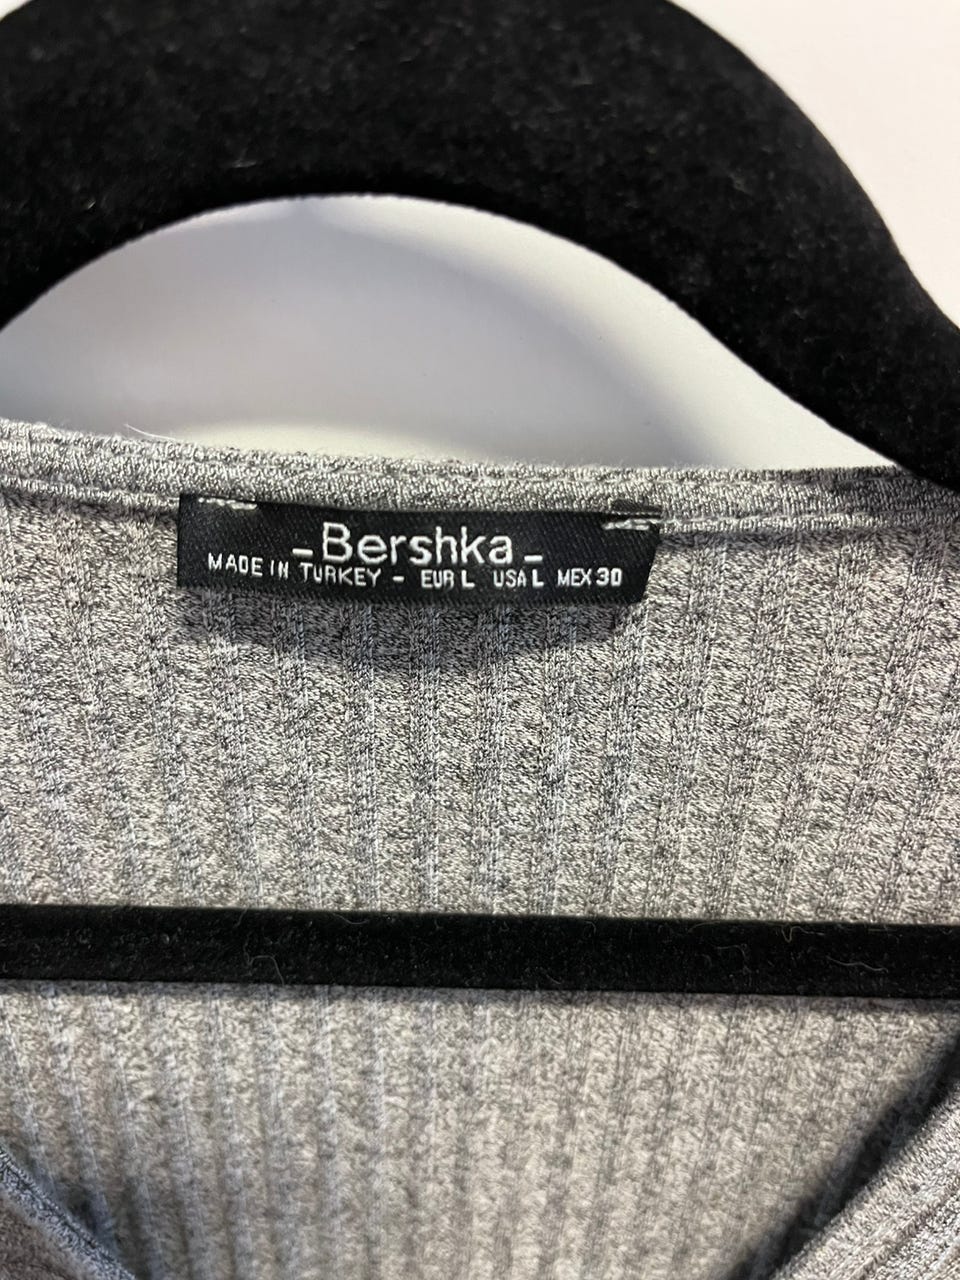 -Bershka-
MADE IN TURKEY - EUR L USA L MEX 30